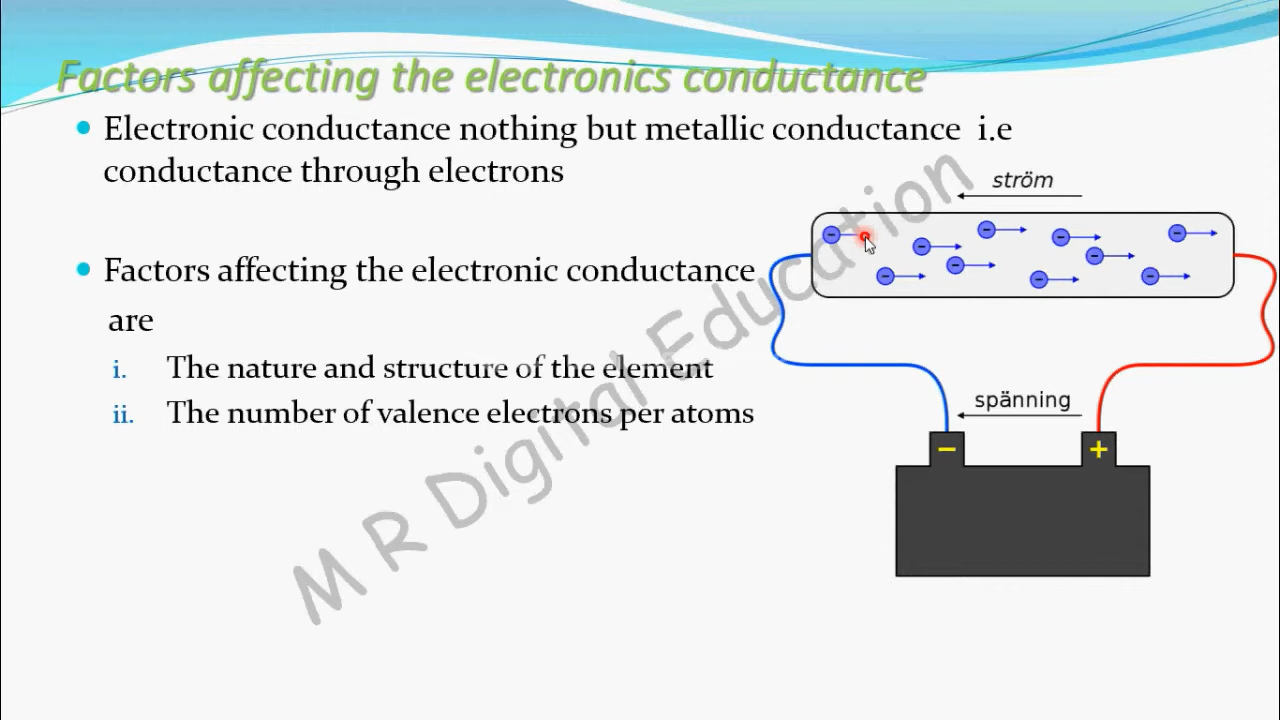 Factors affecting the electronics conductance
• Electronic conductance nothing but metallic conductance i.e
conductance through electrons
• Factors affecting the electronic conductance
are
i. The nature and structure of the element
ii. The number of valence electrons per atoms
ström
spänning
− +
M R Digital Education